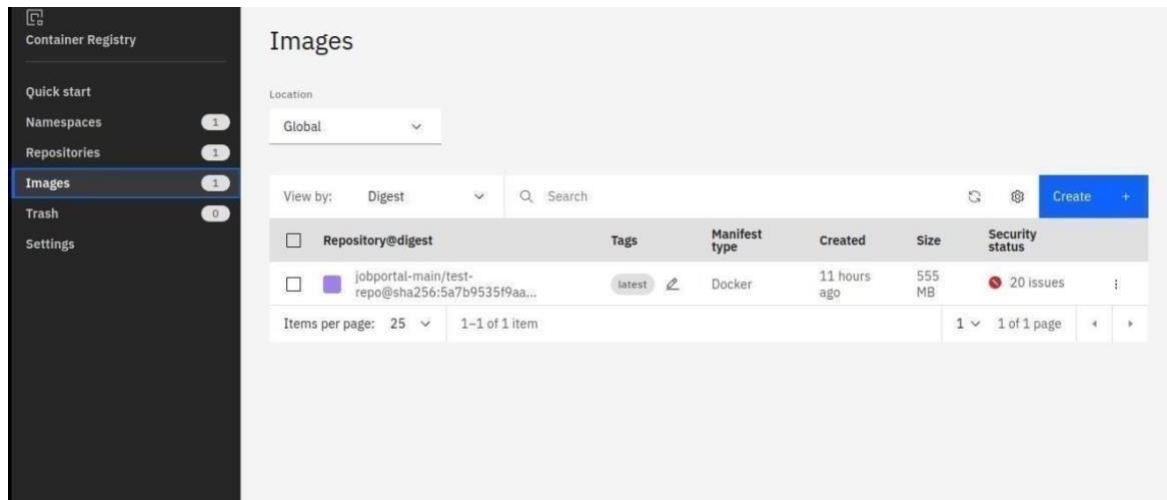 Container Registry
Quick start
Namespaces 1
Repositories 1
Images 1
Trash 0
Settings
Images
Location
Global
View by: Digest Search Create +
Repository@digest Tags Manifest type Created Size Security status
jobportal-main/test-
repo@sha256:5a7b9535f9aa... latest Docker 11 hours ago 555 MB 20 issues
Items per page: 25 1–1 of 1 item 1 1 of 1 page